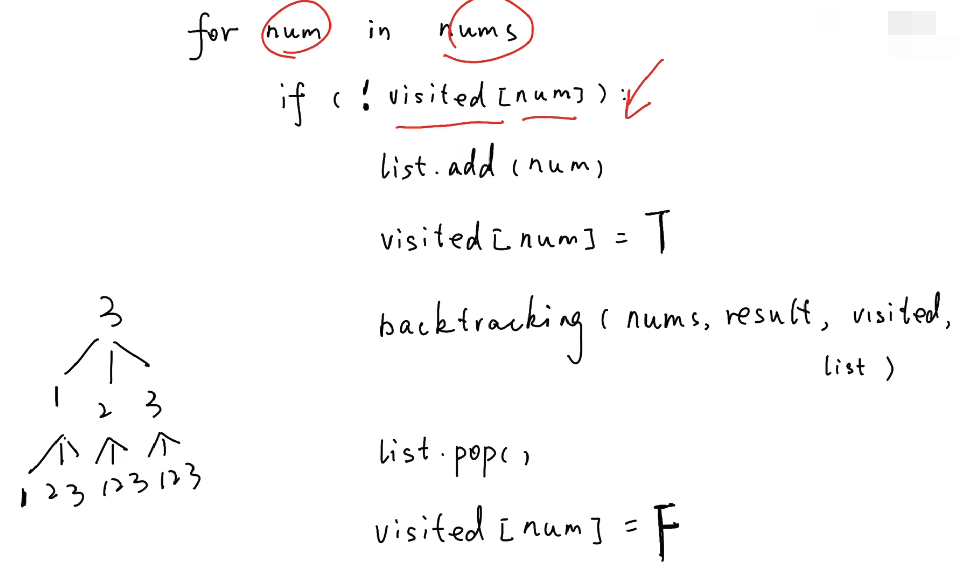 for num in nums
if ( ! visited [num] ) :
list.add (num)
visited [ num ] = T
backtracking ( nums, result, visited,
list )
list.pop()
visited [ num ] = F
3
1 2 3
1 2 3 1 2 3 1 2 3